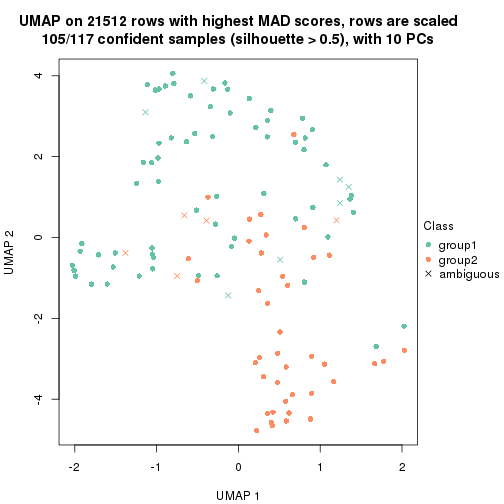 UMAP on 21512 rows with highest MAD scores, rows are scaled
105/117 confident samples (silhouette > 0.5), with 10 PCs
4
2
0
-2
-4
UMAP 2
-2
-1
0
1
2
UMAP 1
Class
group1
group2
ambiguous